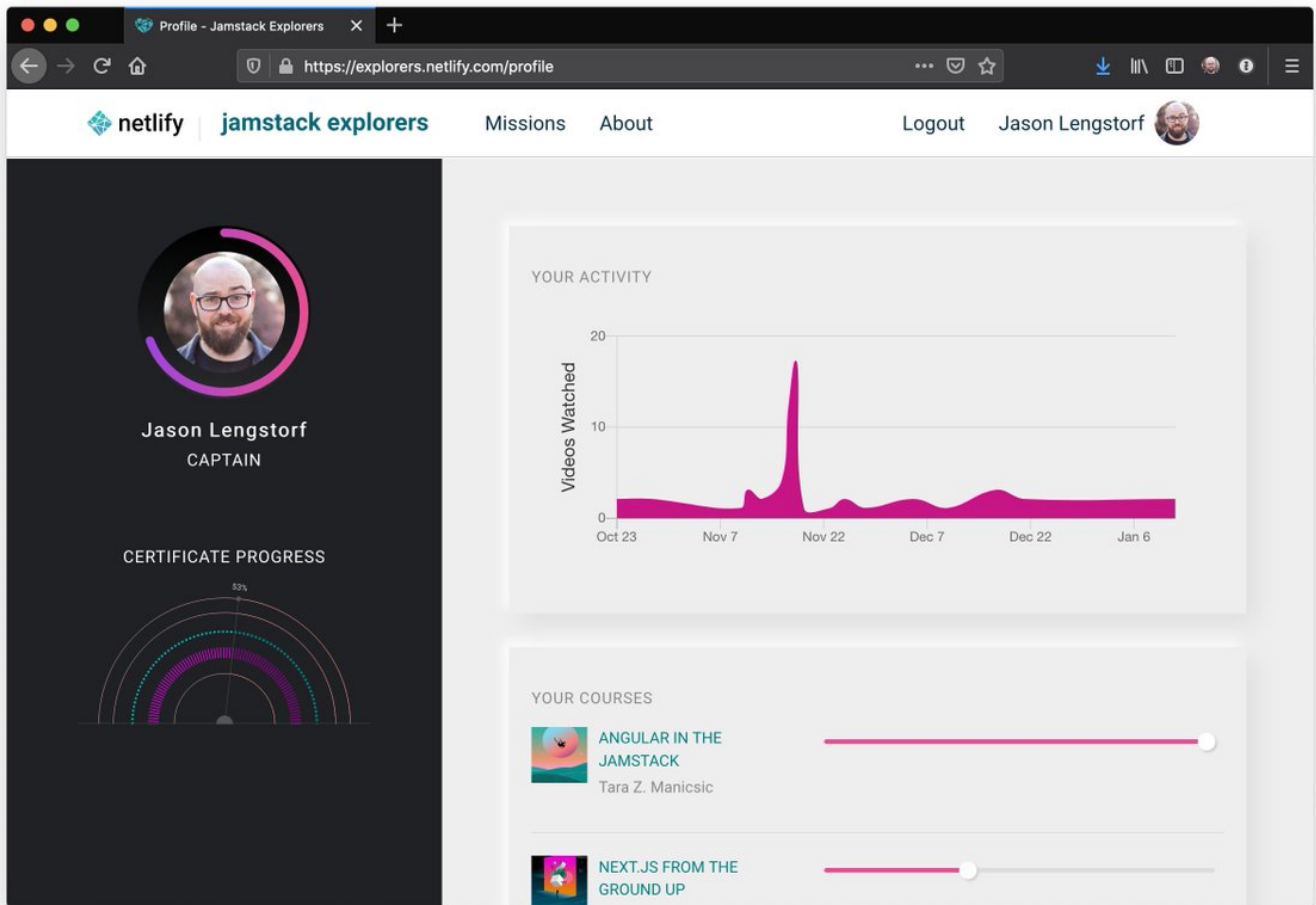 Profile - Jamstack Explorers
https://explorers.netlify.com/profile
netlify jamstack explorers Missions About Logout Jason Lengstorf
Jason Lengstorf
CAPTAIN
CERTIFICATE PROGRESS
53%
YOUR ACTIVITY
Videos Watched
20
10
0
Oct 23 Nov 7 Nov 22 Dec 7 Dec 22 Jan 6
YOUR COURSES
ANGULAR IN THE
JAMSTACK
Tara Z. Manicsic
NEXT.JS FROM THE
GROUND UP